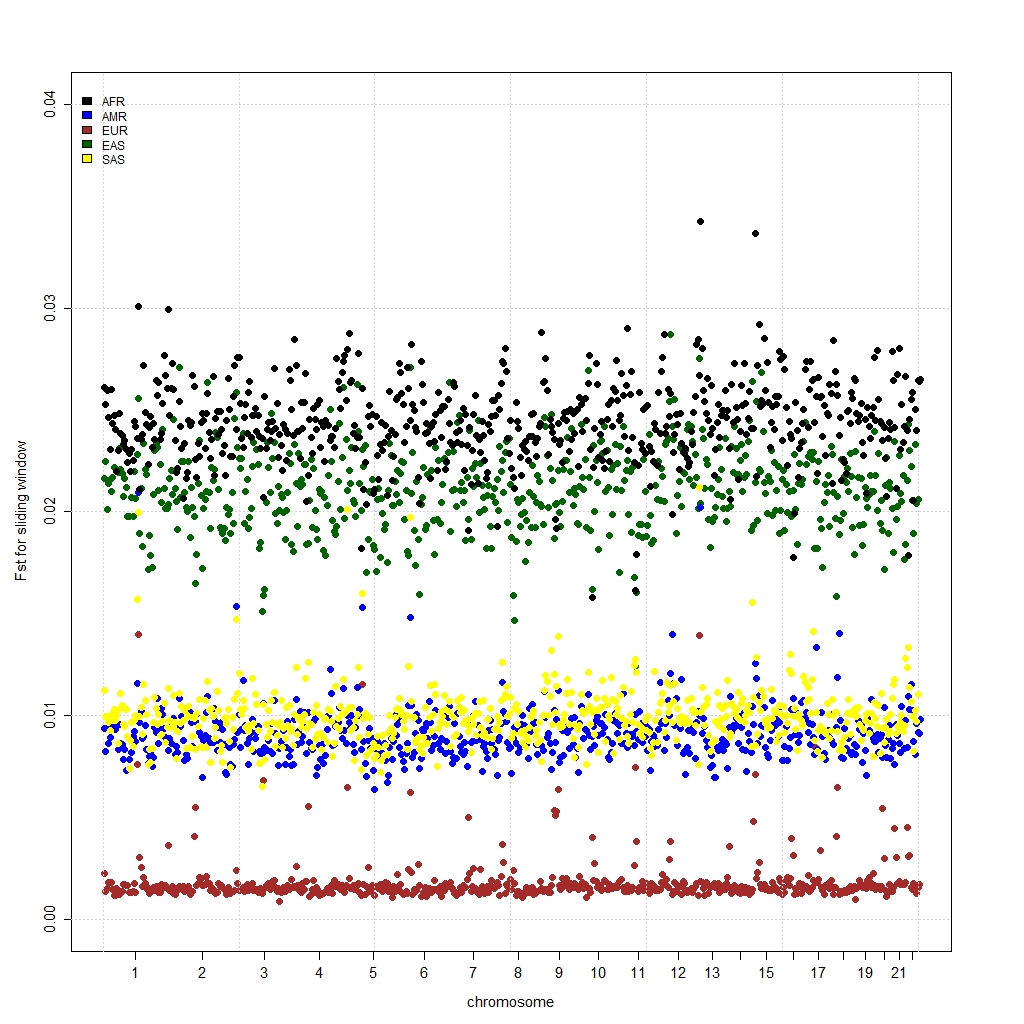 0.04
0.03
0.02
0.01
0.00
Fst for sliding window
AFR
AMR
EUR
EAS
SAS
1 2 3 4 5 6 7 8 9 10 11 12 13 15 17 19 21
chromosome